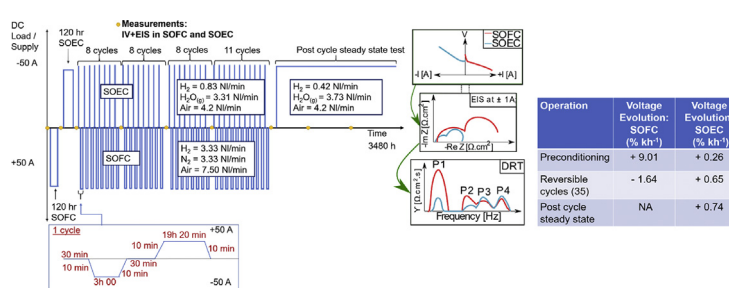 DC
Load /
Supply
-50 A
+50 A
120 hr
SOEC
Measurements:
IV+EIS in SOFC and SOEC
8 cycles
8 cycles
8 cycles
11 cycles
Post cycle steady state test
SOEC
H2 = 0.83 Nl/min
H2O(g) = 3.31 Nl/min
Air = 4.2 Nl/min
H2 = 0.42 Nl/min
H2O(g) = 3.73 Nl/min
Air = 4.2 Nl/min
Time
3480 h
SOFC
H2 = 3.33 Nl/min
N2 = 3.33 Nl/min
Air = 7.50 Nl/min
120 hr
SOFC
1 cycle
19h 20 min
+50 A
10 min
10 min
30 min
10 min
30 min
10 min
3h 00
-50 A
V
SOFC
SOEC
-I [A]
+I [A]
EIS at ± 1A
-Im Z [Ω.cm2]
-Re Z [Ω.cm2]
DRT
P1
P2
P3
P4
Y [Ω.cm2.s]
Frequency [Hz]
Operation
Voltage
Evolution:
SOFC
(% kh-1)
Voltage
Evolution
SOEC
(% kh-1)
Preconditioning
+ 9.01
+ 0.26
Reversible
cycles (35)
- 1.64
+ 0.65
Post cycle
steady state
NA
+ 0.74